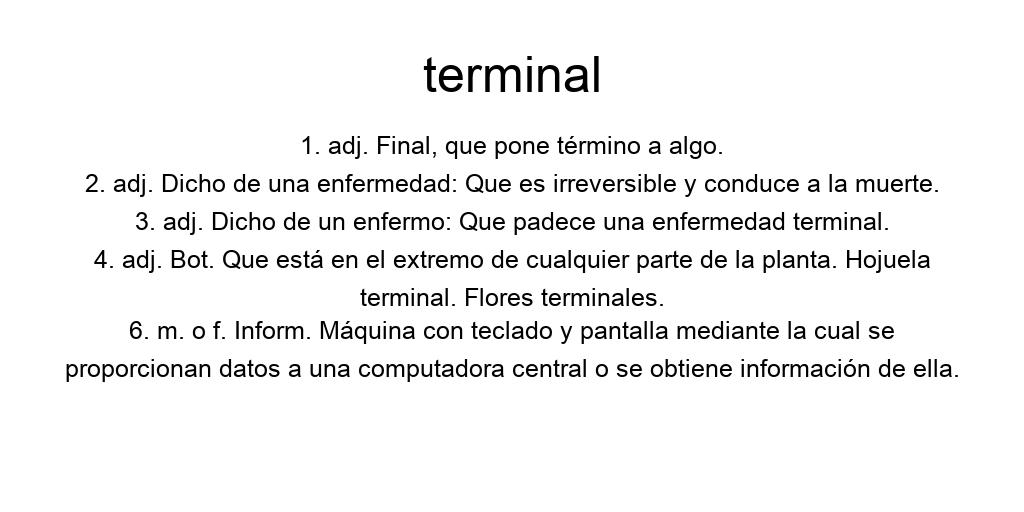 terminal
1. adj. Final, que pone término a algo.
2. adj. Dicho de una enfermedad: Que es irreversible y conduce a la muerte.
3. adj. Dicho de un enfermo: Que padece una enfermedad terminal.
4. adj. Bot. Que está en el extremo de cualquier parte de la planta. Hojuela
terminal. Flores terminales.
6. m. o f. Inform. Máquina con teclado y pantalla mediante la cual se
proporcionan datos a una computadora central o se obtiene información de ella.